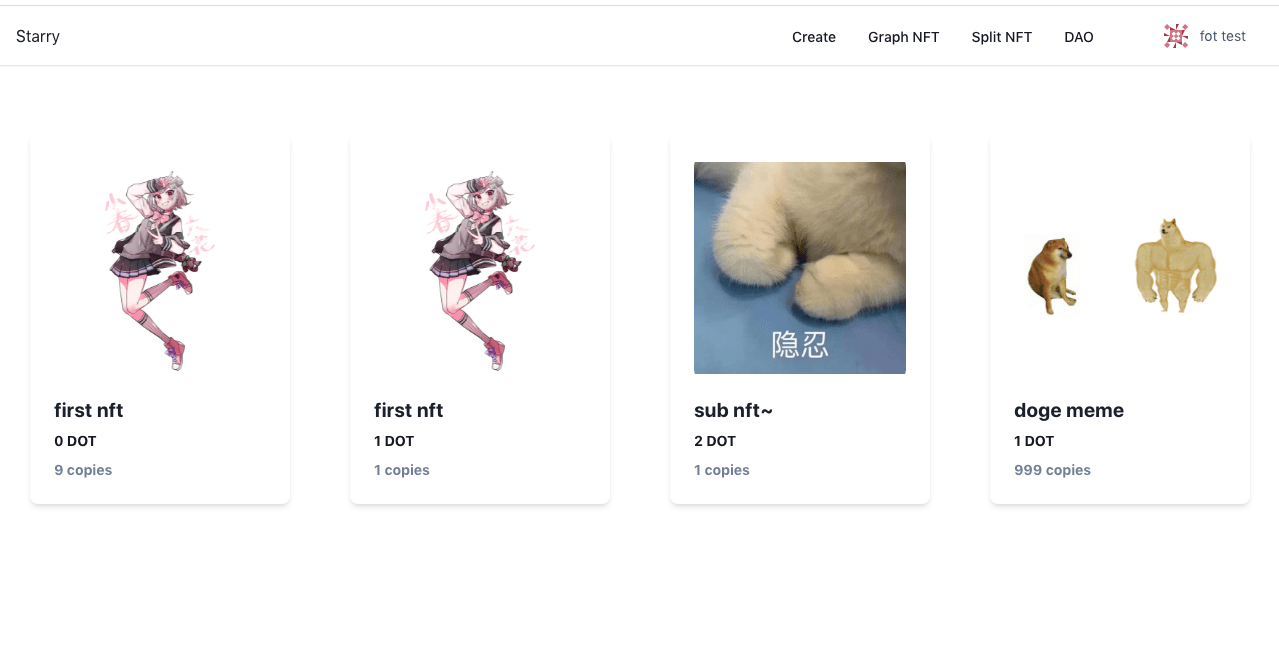 Starry
Create Graph NFT Split NFT DAO fot test
小春
六花
小春
六花
隐忍
first nft
0 DOT
9 copies
first nft
1 DOT
1 copies
sub nft~
2 DOT
1 copies
doge meme
1 DOT
999 copies